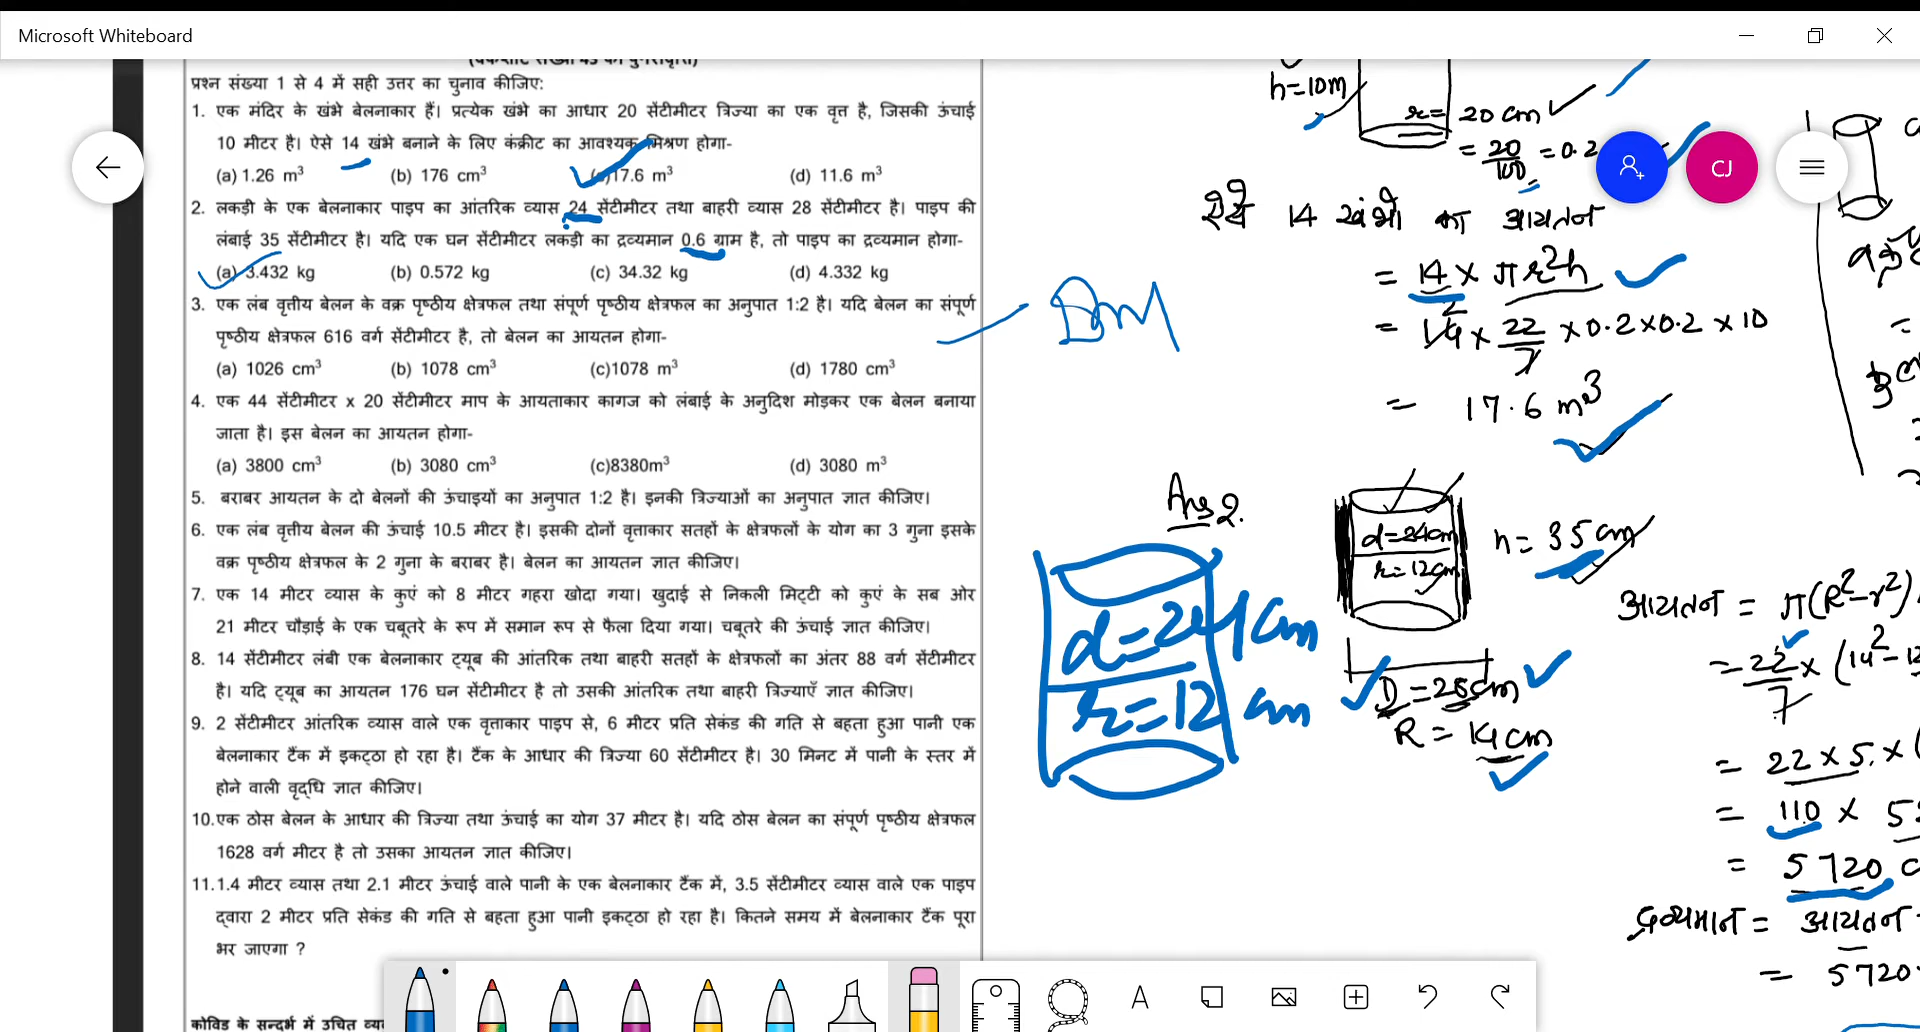 Microsoft Whiteboard
प्रश्न संख्या 1 से 4 में सही उत्तर का चुनाव कीजिए:
1. एक मंदिर के खंभे बेलनाकार हैं। प्रत्येक खंभे का आधार 20 सेंटीमीटर त्रिज्या का एक वृत्त है, जिसकी ऊंचाई
10 मीटर है। ऐसे 14 खंभे बनाने के लिए कंक्रीट का आवश्यक मिश्रण होगा-
(a) 1.26 m³ (b) 176 cm³ (c)17.6 m³ (d) 11.6 m³
2. लकड़ी के एक बेलनाकार पाइप का आंतरिक व्यास 24 सेंटीमीटर तथा बाहरी व्यास 28 सेंटीमीटर है। पाइप की
लंबाई 35 सेंटीमीटर है। यदि एक घन सेंटीमीटर लकड़ी का द्रव्यमान 0.6 ग्राम है, तो पाइप का द्रव्यमान होगा-
(a) 3.432 kg (b) 0.572 kg (c) 34.32 kg (d) 4.332 kg
3. एक लंब वृत्तीय बेलन के वक्र पृष्ठीय क्षेत्रफल तथा संपूर्ण पृष्ठीय क्षेत्रफल का अनुपात 1:2 है। यदि बेलन का संपूर्ण
पृष्ठीय क्षेत्रफल 616 वर्ग सेंटीमीटर है, तो बेलन का आयतन होगा-
(a) 1026 cm³ (b) 1078 cm³ (c)1078 m³ (d) 1780 cm³
4. एक 44 सेंटीमीटर x 20 सेंटीमीटर माप के आयताकार कागज को लंबाई के अनुदिश मोड़कर एक बेलन बनाया
जाता है। इस बेलन का आयतन होगा-
(a) 3800 cm³ (b) 3080 cm³ (c)8380m³ (d) 3080 m³
5. बराबर आयतन के दो बेलनों की ऊंचाइयों का अनुपात 1:2 है। इनकी त्रिज्याओं का अनुपात ज्ञात कीजिए।
6. एक लंब वृत्तीय बेलन की ऊंचाई 10.5 मीटर है। इसकी दोनों वृत्ताकार सतहों के क्षेत्रफलों के योग का 3 गुना इसके
वक्र पृष्ठीय क्षेत्रफल के 2 गुना के बराबर है। बेलन का आयतन ज्ञात कीजिए।
7. एक 14 मीटर व्यास के कुएं को 8 मीटर गहरा खोदा गया। खुदाई से निकली मिट्टी को कुएं के सब ओर
21 मीटर चौड़ाई के एक चबूतरे के रूप में समान रूप से फैला दिया गया। चबूतरे की ऊंचाई ज्ञात कीजिए।
8. 14 सेंटीमीटर लंबी एक बेलनाकार ट्यूब की आंतरिक तथा बाहरी सतहों के क्षेत्रफलों का अंतर 88 वर्ग सेंटीमीटर
है। यदि ट्यूब का आयतन 176 घन सेंटीमीटर है तो उसकी आंतरिक तथा बाहरी त्रिज्याएँ ज्ञात कीजिए।
9. 2 सेंटीमीटर आंतरिक व्यास वाले एक वृत्ताकार पाइप से, 6 मीटर प्रति सेकंड की गति से बहता हुआ पानी एक
बेलनाकार टैंक में इकट्ठा हो रहा है। टैंक के आधार की त्रिज्या 60 सेंटीमीटर है। 30 मिनट में पानी के स्तर में
होने वाली वृद्धि ज्ञात कीजिए।
10.एक ठोस बेलन के आधार की त्रिज्या तथा ऊंचाई का योग 37 मीटर है। यदि ठोस बेलन का संपूर्ण पृष्ठीय क्षेत्रफल
1628 वर्ग मीटर है तो उसका आयतन ज्ञात कीजिए।
11.1.4 मीटर व्यास तथा 2.1 मीटर ऊंचाई वाले पानी के एक बेलनाकार टैंक में, 3.5 सेंटीमीटर व्यास वाले एक पाइप
द्वारा 2 मीटर प्रति सेकंड की गति से बहता हुआ पानी इकट्ठा हो रहा है। कितने समय में बेलनाकार टैंक पूरा
भर जाएगा ?
कोविड के सन्दर्भ में उचित
h=10m
r= 20 cm
= 20/100 = 0.2
CJ
14 खंभो का आयतन
= 14 × πr²h
= 14 × 22/7 × 0.2×0.2 × 10
2
= 17.6 m³
Ans 2.
d=24cm
r=12cm
h= 35cm
D=28cm
R = 14cm
d=24cm
r=12 cm
आयतन = π(R²-r²)
= 22/7 × (14²-12
= 22 × 5 × (
= 110 × 52
= 5720 c
द्रव्यमान = आयतन
= 5720
A